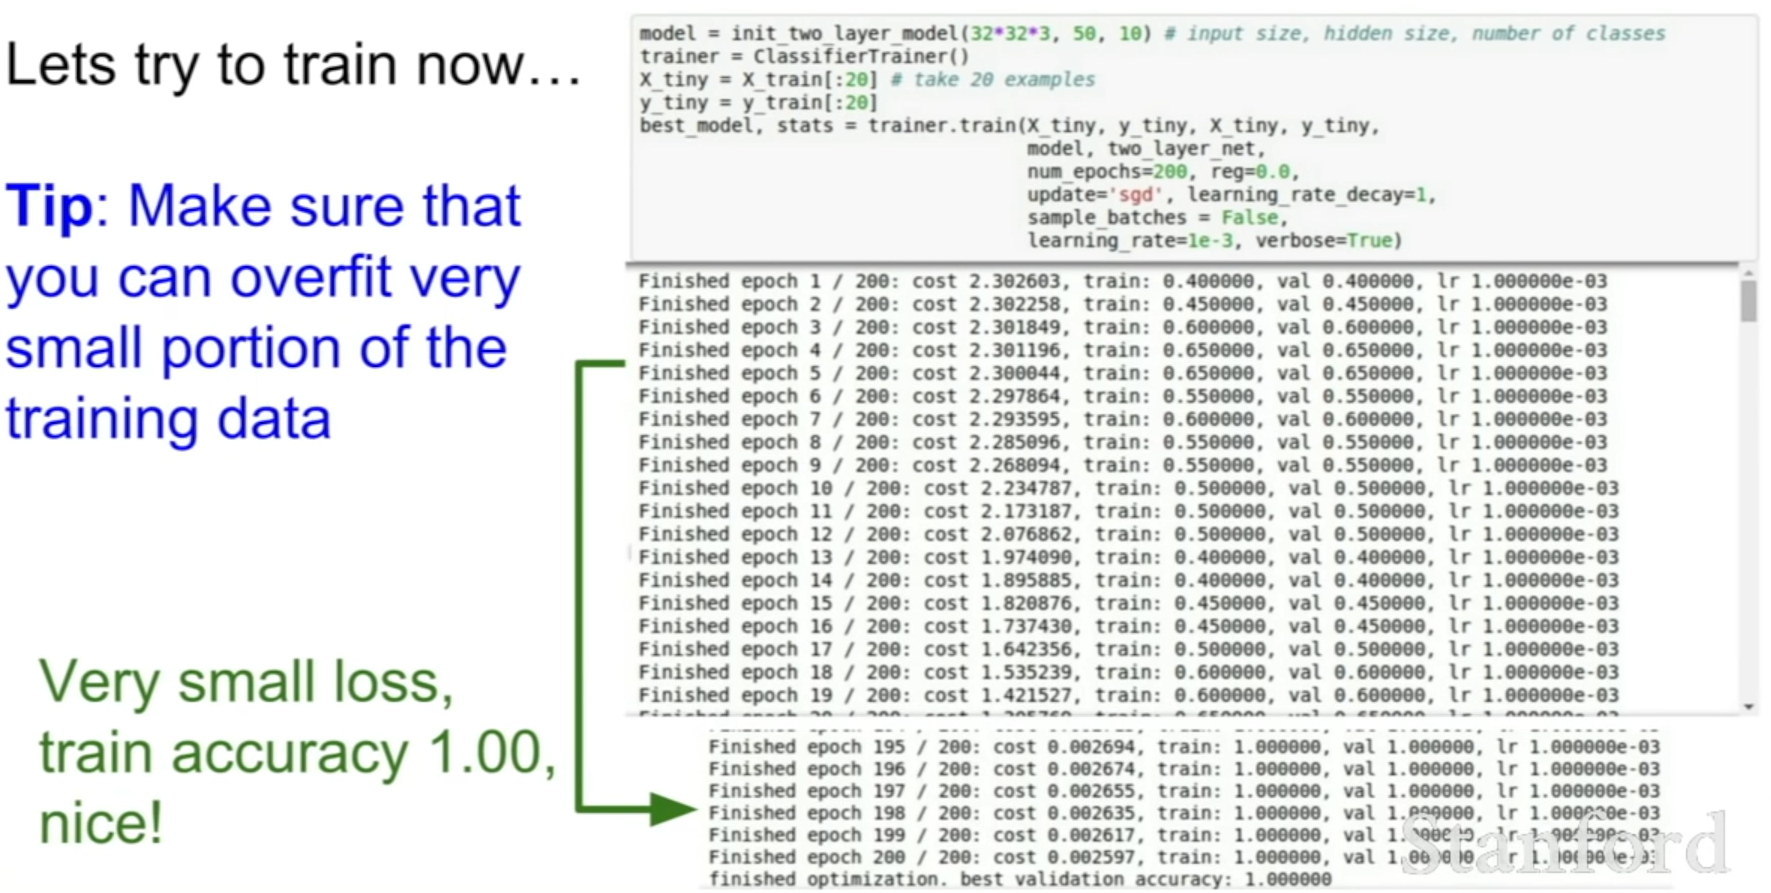 Lets try to train now...
Tip: Make sure that
you can overfit very
small portion of the
training data
Very small loss,
train accuracy 1.00,
nice!
model = init_two_layer_model(32*32*3, 50, 10) # input size, hidden size, number of classes
trainer = ClassifierTrainer()
X_tiny = X_train[:20] # take 20 examples
y_tiny = y_train[:20]
best_model, stats = trainer.train(X_tiny, y_tiny, X_tiny, y_tiny,
model, two_layer_net,
num_epochs=200, reg=0.0,
update='sgd', learning_rate_decay=1,
sample_batches = False,
learning_rate=1e-3, verbose=True)
Finished epoch 1 / 200: cost 2.302603, train: 0.400000, val 0.400000, lr 1.000000e-03
Finished epoch 2 / 200: cost 2.302258, train: 0.450000, val 0.450000, lr 1.000000e-03
Finished epoch 3 / 200: cost 2.301849, train: 0.600000, val 0.600000, lr 1.000000e-03
Finished epoch 4 / 200: cost 2.301196, train: 0.650000, val 0.650000, lr 1.000000e-03
Finished epoch 5 / 200: cost 2.300044, train: 0.650000, val 0.650000, lr 1.000000e-03
Finished epoch 6 / 200: cost 2.297864, train: 0.550000, val 0.550000, lr 1.000000e-03
Finished epoch 7 / 200: cost 2.293595, train: 0.600000, val 0.600000, lr 1.000000e-03
Finished epoch 8 / 200: cost 2.285096, train: 0.550000, val 0.550000, lr 1.000000e-03
Finished epoch 9 / 200: cost 2.268094, train: 0.550000, val 0.550000, lr 1.000000e-03
Finished epoch 10 / 200: cost 2.234787, train: 0.500000, val 0.500000, lr 1.000000e-03
Finished epoch 11 / 200: cost 2.173187, train: 0.500000, val 0.500000, lr 1.000000e-03
Finished epoch 12 / 200: cost 2.076862, train: 0.500000, val 0.500000, lr 1.000000e-03
Finished epoch 13 / 200: cost 1.974090, train: 0.400000, val 0.400000, lr 1.000000e-03
Finished epoch 14 / 200: cost 1.895885, train: 0.400000, val 0.400000, lr 1.000000e-03
Finished epoch 15 / 200: cost 1.820876, train: 0.450000, val 0.450000, lr 1.000000e-03
Finished epoch 16 / 200: cost 1.737430, train: 0.450000, val 0.450000, lr 1.000000e-03
Finished epoch 17 / 200: cost 1.642356, train: 0.500000, val 0.500000, lr 1.000000e-03
Finished epoch 18 / 200: cost 1.535239, train: 0.600000, val 0.600000, lr 1.000000e-03
Finished epoch 19 / 200: cost 1.421527, train: 0.600000, val 0.600000, lr 1.000000e-03
Finished epoch 195 / 200: cost 0.002694, train: 1.000000, val 1.000000, lr 1.000000e-03
Finished epoch 196 / 200: cost 0.002674, train: 1.000000, val 1.000000, lr 1.000000e-03
Finished epoch 197 / 200: cost 0.002655, train: 1.000000, val 1.000000, lr 1.000000e-03
Finished epoch 198 / 200: cost 0.002635, train: 1.000000, val 1.000000, lr 1.000000e-03
Finished epoch 199 / 200: cost 0.002617, train: 1.000000, val 1.000000, lr 1.000000e-03
Finished epoch 200 / 200: cost 0.002597, train: 1.000000, val 1.000000, lr 1.000000e-03
finished optimization. best validation accuracy: 1.000000
Stanford